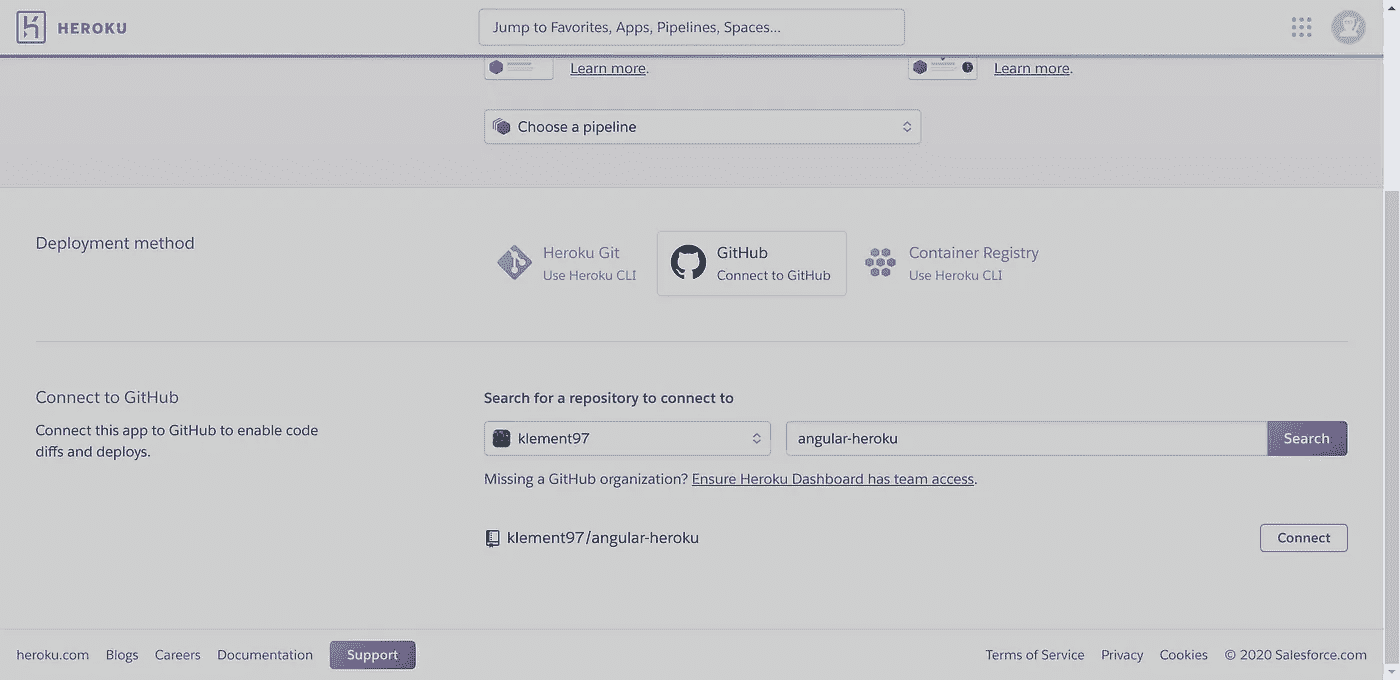 HEROKU
Jump to Favorites, Apps, Pipelines, Spaces...
Learn more.
Learn more.
Choose a pipeline
Deployment method
Heroku Git
Use Heroku CLI
GitHub
Connect to GitHub
Container Registry
Use Heroku CLI
Connect to GitHub
Connect this app to GitHub to enable code
diffs and deploys.
Search for a repository to connect to
klement97
angular-heroku
Search
Missing a GitHub organization? Ensure Heroku Dashboard has team access.
klement97/angular-heroku
Connect
heroku.com Blogs Careers Documentation Support
Terms of Service Privacy Cookies © 2020 Salesforce.com